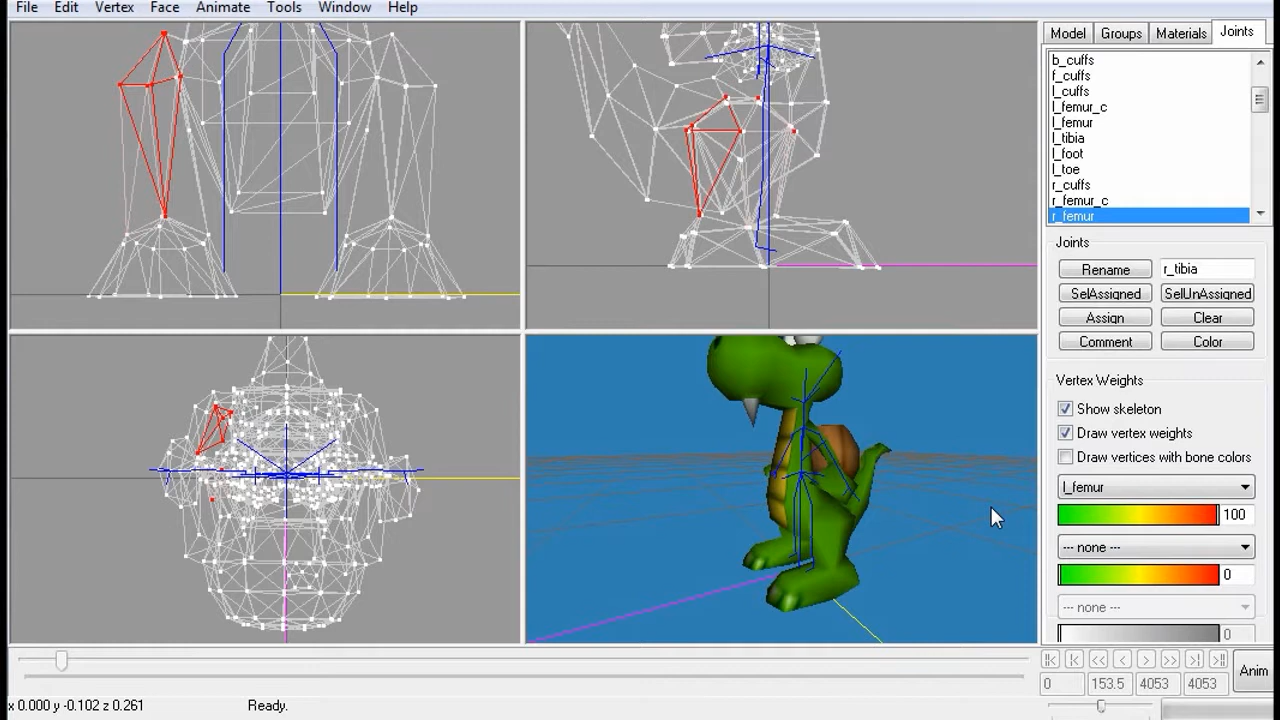 File Edit Vertex Face Animate Tools Window Help
Model Groups Materials Joints
b_cuffs
f_cuffs
l_cuffs
l_femur_c
l_femur
l_tibia
l_foot
l_toe
r_cuffs
r_femur_c
r_femur
Joints
Rename r_tibia
SelAssigned SelUnAssigned
Assign Clear
Comment Color
Vertex Weights
Show skeleton
Draw vertex weights
Draw vertices with bone colors
l_femur
100
--- none ---
0
--- none ---
0
Anim
0 153.5 4053 4053
x 0.000 y -0.102 z 0.261 Ready.